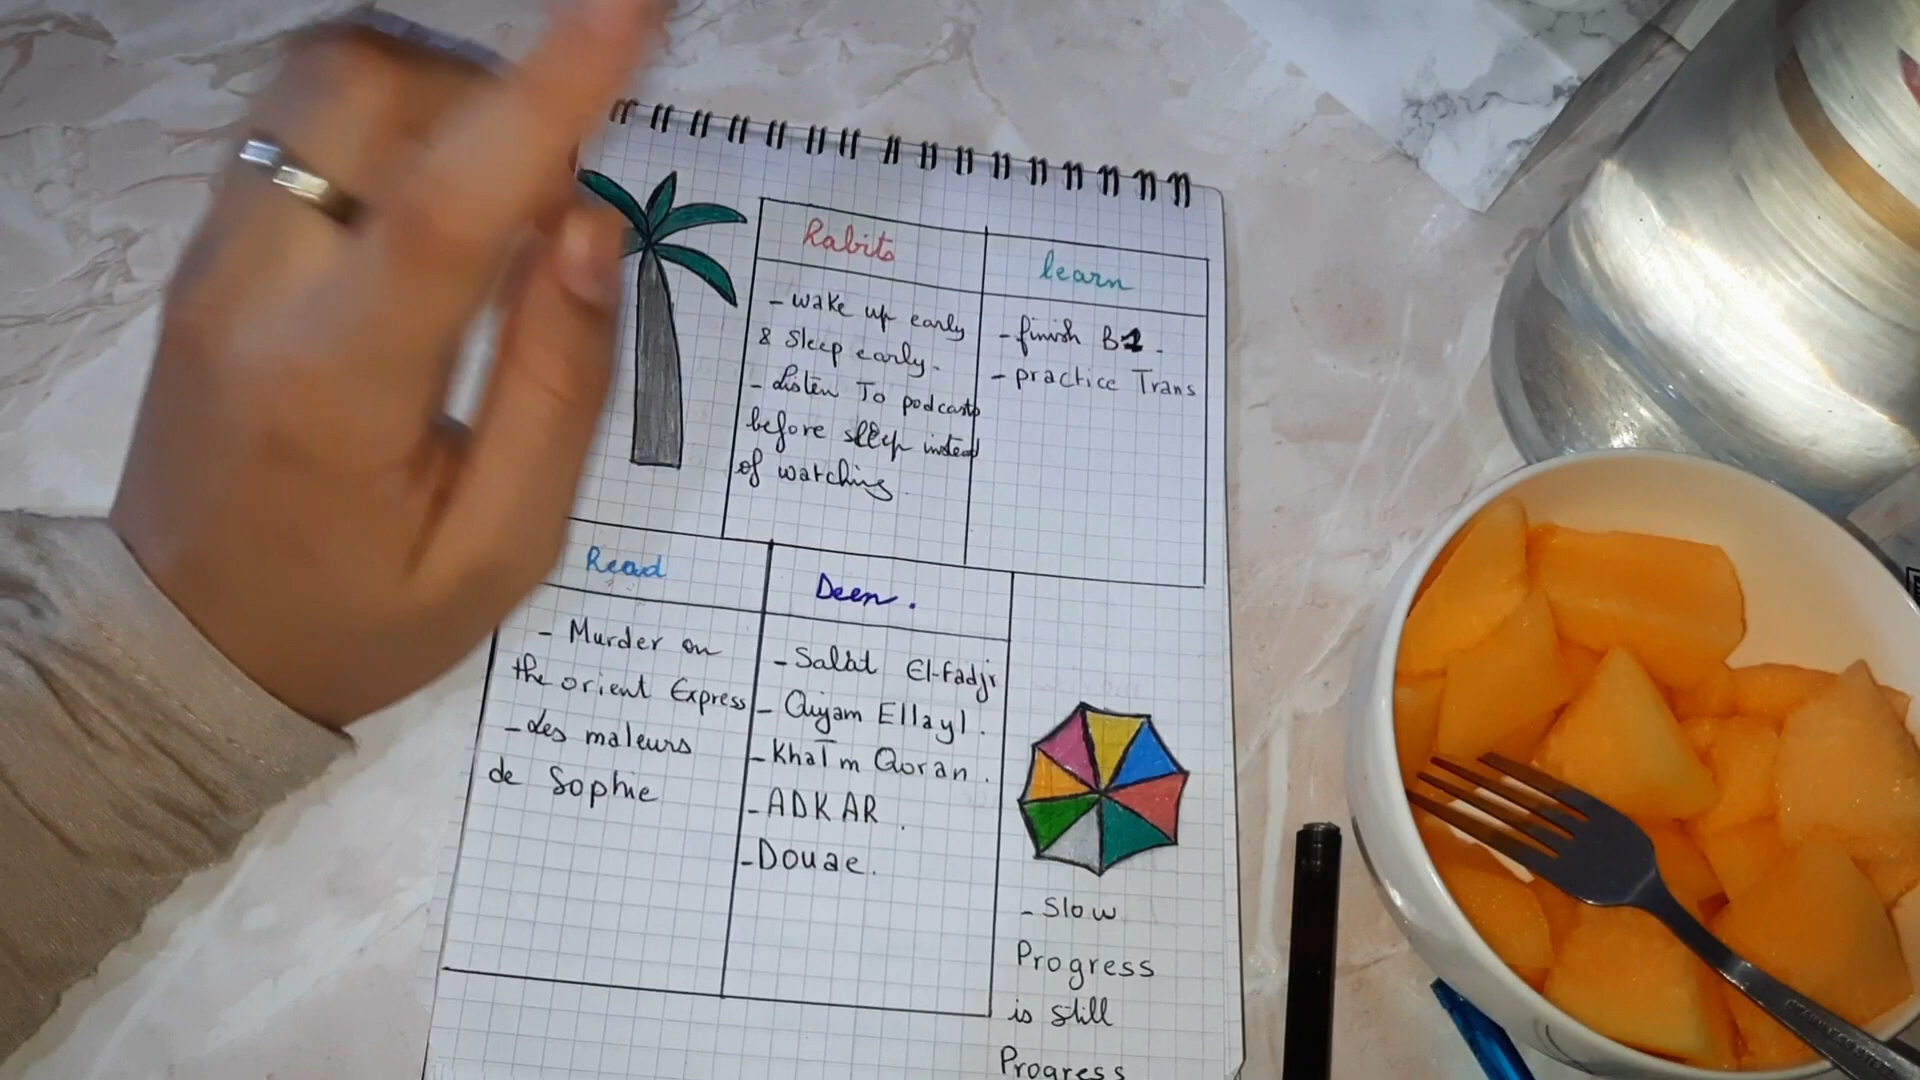 Habits
- wake up early
& Sleep early.
- Listen To podcasts
before sleep instead
of watching.
learn
- finish B1.
- practice Trans
Read
- Murder on
the orient Express
- des maleurs
de Sophie
Deen.
- Salat El-Fadjr
- Qiyam Ellayl.
- Khatm Qoran.
- ADKAR.
- Douae.
- Slow
Progress
is still
Progress